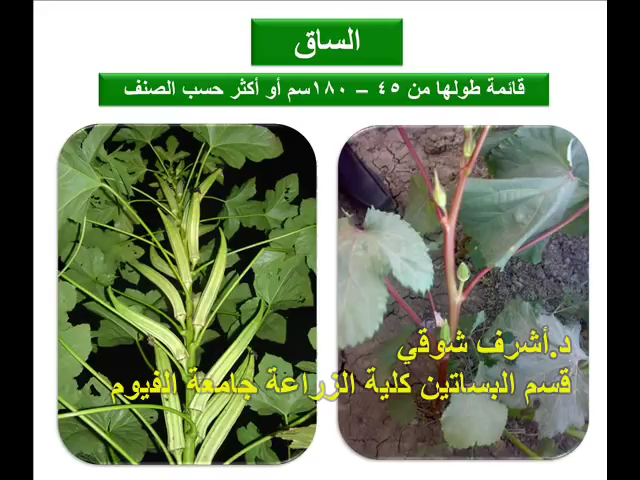 الساق
قائمة طولها من ٤٥ – ١٨٠سم أو أكثر حسب الصنف
د.أشرف شوقي
قسم البساتين كلية الزراعة جامعة الفيوم